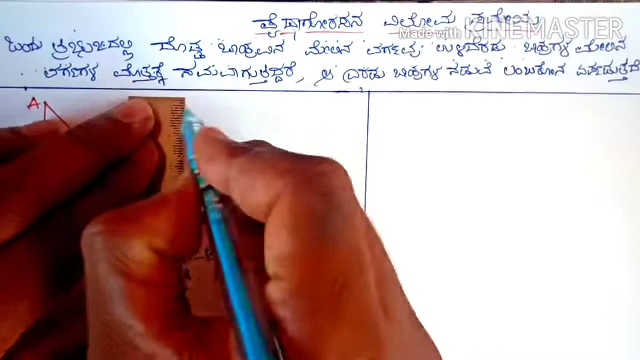 ಪೈಥಾಗೋರಸನ ವಿಲೋಮ ಪ್ರಮೇಯ
Made with KINEMASTER
ಒಂದು ತ್ರಿಭುಜದಲ್ಲಿ ದೊಡ್ಡ ಬಾಹುವಿನ ಮೇಲಿನ ವರ್ಗವು ಉಳಿದೆರಡು ಬಾಹುಗಳ ಮೇಲಿನ
ವರ್ಗಗಳ ಮೊತ್ತಕ್ಕೆ ಸಮವಾಗುತ್ತಿದ್ದರೆ, ಆ ಎರಡು ಬಾಹುಗಳ ನಡುವೆ ಲಂಬಕೋನ ಏರ್ಪಡುತ್ತದೆ
A